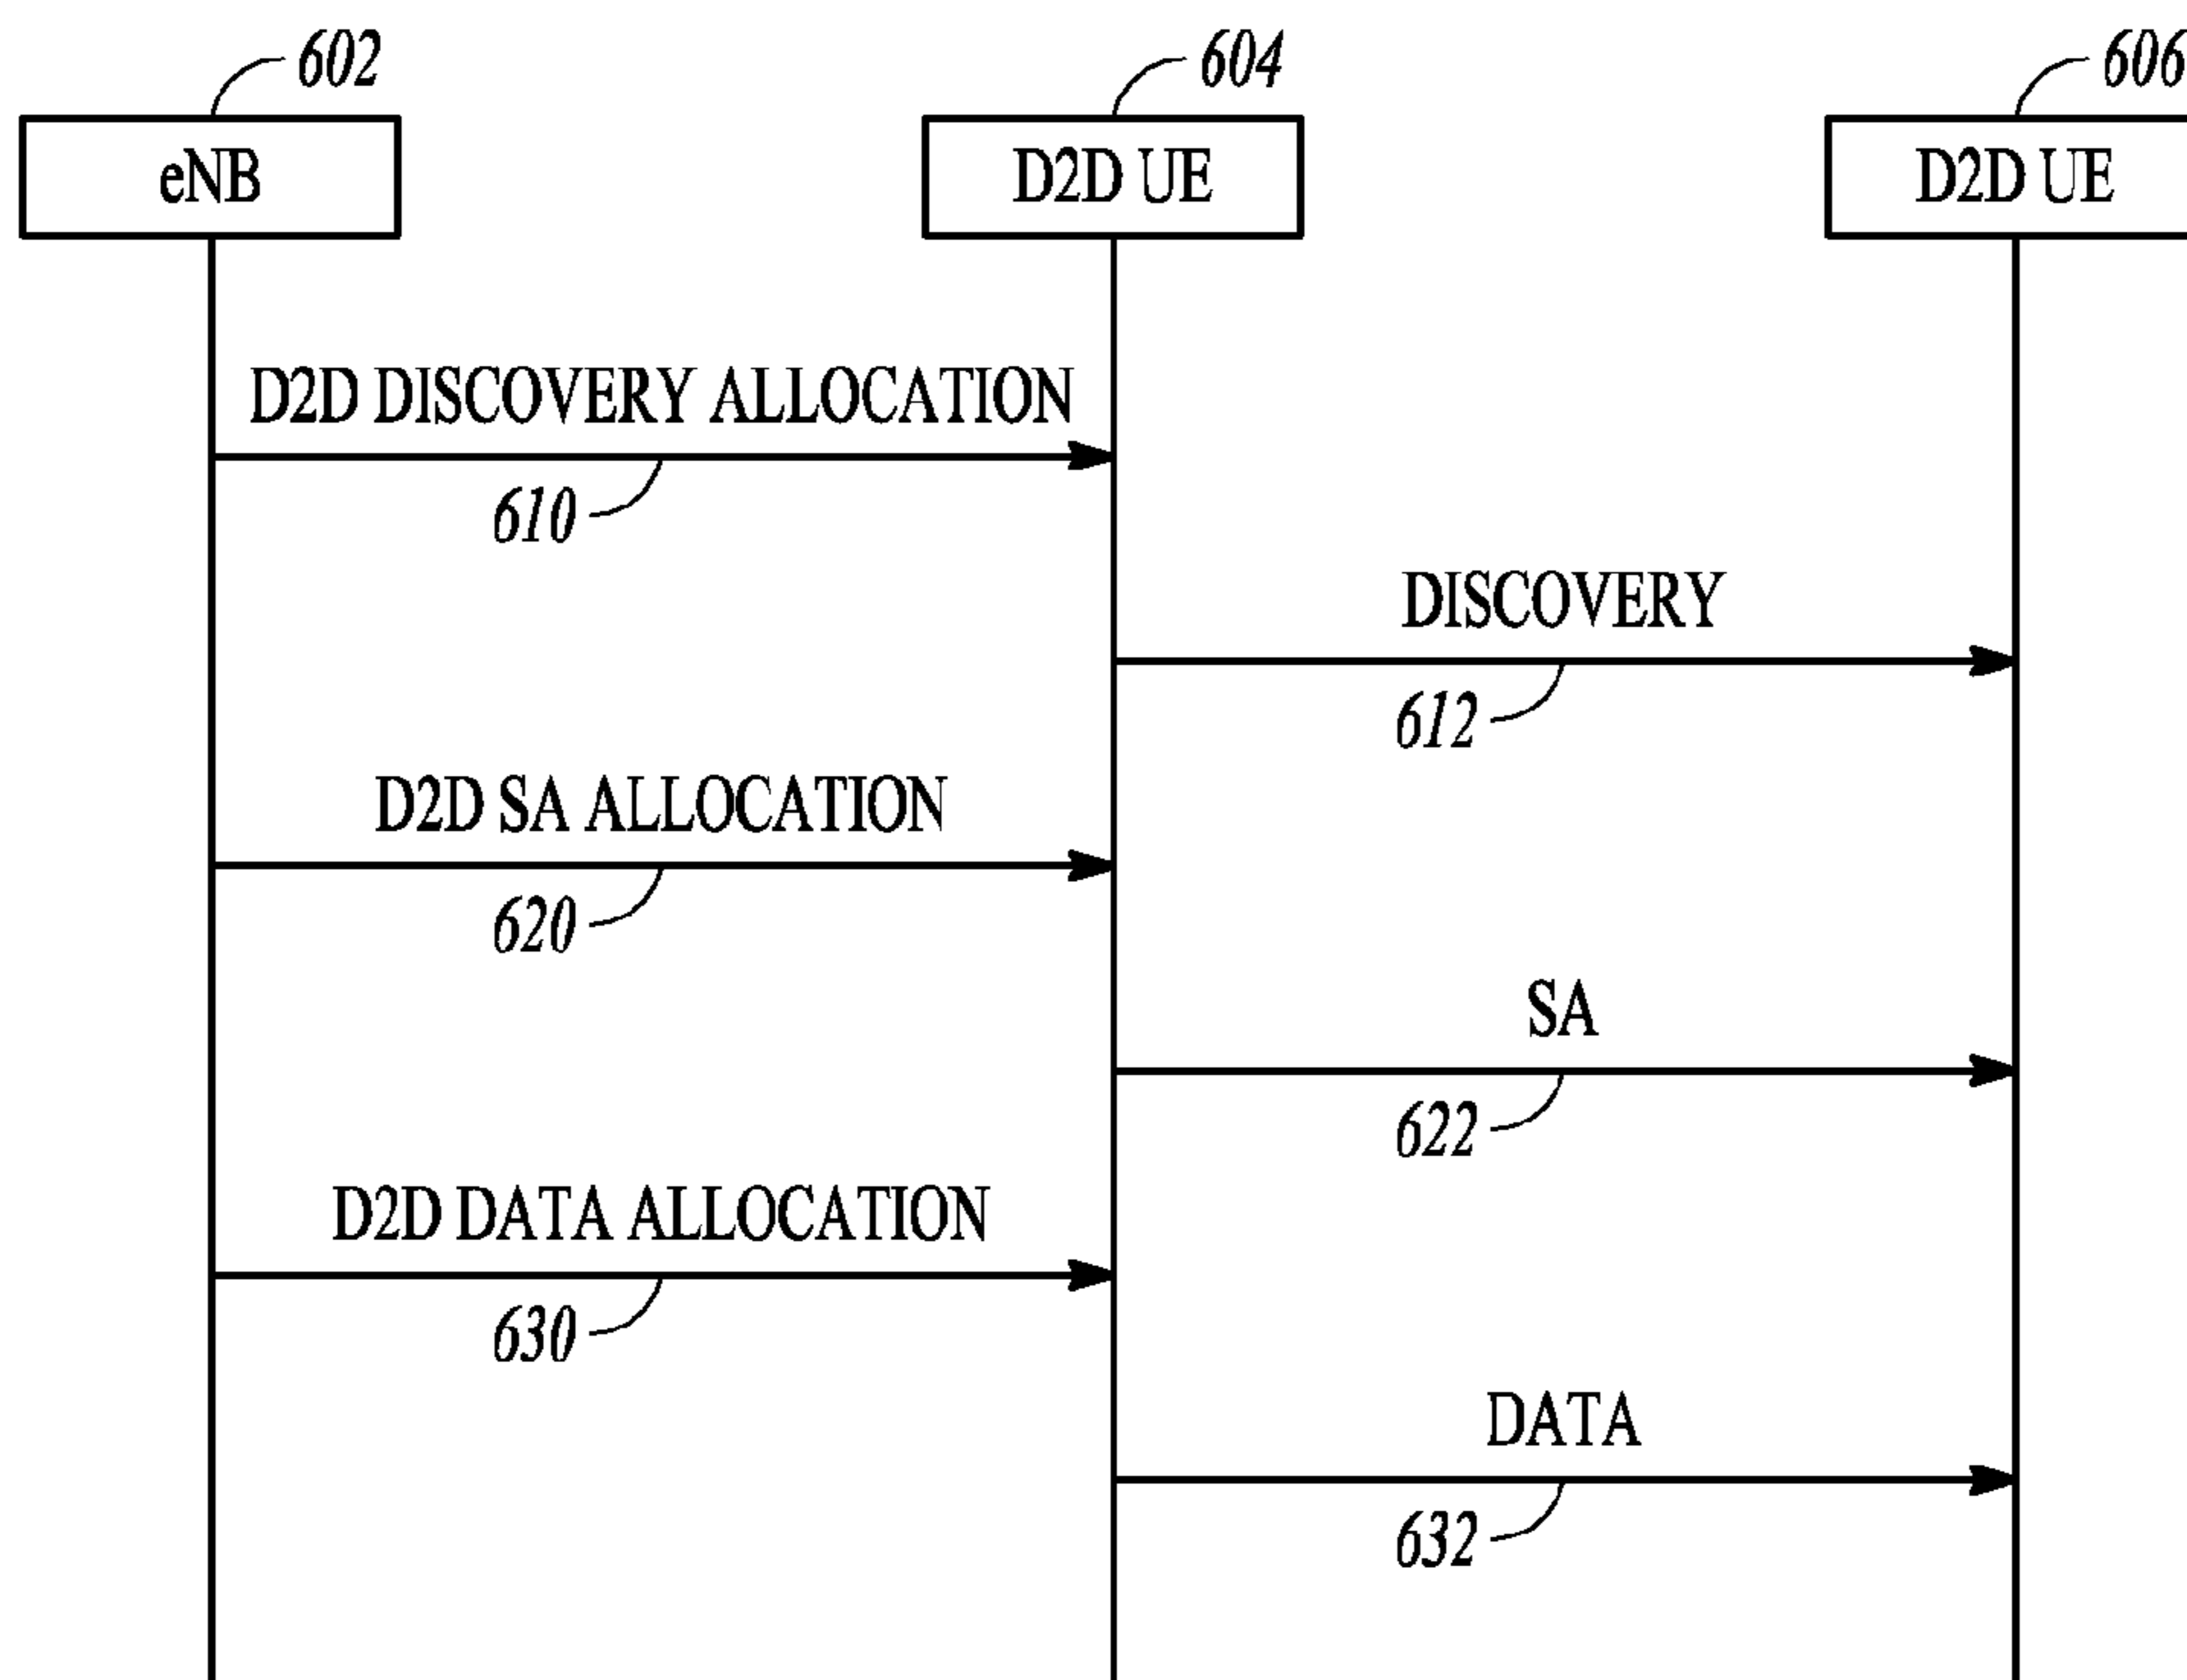 602
604
606
eNB
D2D UE
D2D UE
D2D DISCOVERY ALLOCATION
610
DISCOVERY
612
D2D SA ALLOCATION
620
SA
622
D2D DATA ALLOCATION
630
DATA
632